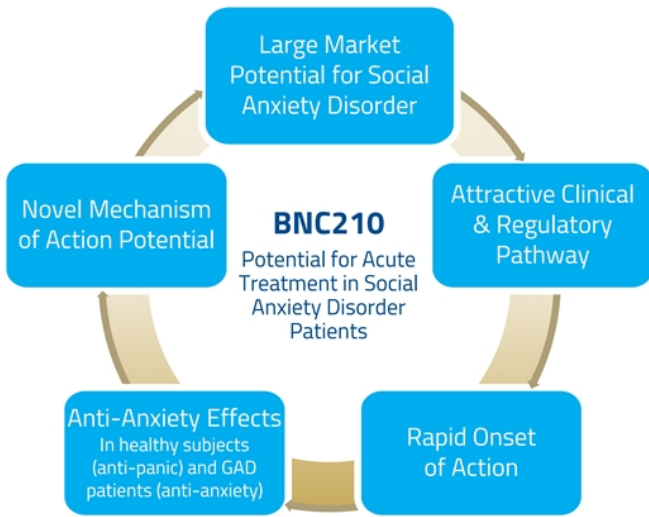 Large Market
Potential for Social
Anxiety Disorder
Attractive Clinical
& Regulatory
Pathway
Rapid Onset
of Action
Anti-Anxiety Effects
In healthy subjects
(anti-panic) and GAD
patients (anti-anxiety)
Novel Mechanism
of Action Potential
BNC210
Potential for Acute
Treatment in Social
Anxiety Disorder
Patients